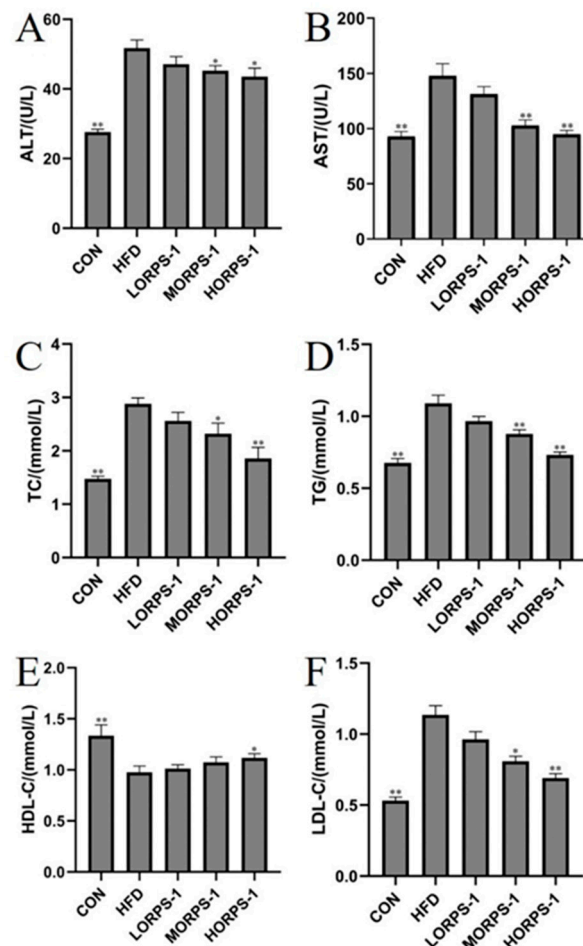 A
ALT/(U/L)
60
40
20
0
**
*
*
CON
HFD
LORPS-1
MORPS-1
HORPS-1
B
AST/(U/L)
200
150
100
50
0
**
**
**
CON
HFD
LORPS-1
MORPS-1
HORPS-1
C
TC/(mmol/L)
4
3
2
1
0
**
*
**
CON
HFD
LORPS-1
MORPS-1
HORPS-1
D
TG/(mmol/L)
1.5
1.0
0.5
0.0
**
**
**
CON
HFD
LORPS-1
MORPS-1
HORPS-1
E
HDL-C/(mmol/L)
2.0
1.5
1.0
0.5
0.0
**
*
CON
HFD
LORPS-1
MORPS-1
HORPS-1
F
LDL-C/(mmol/L)
1.5
1.0
0.5
0.0
**
*
**
CON
HFD
LORPS-1
MORPS-1
HORPS-1